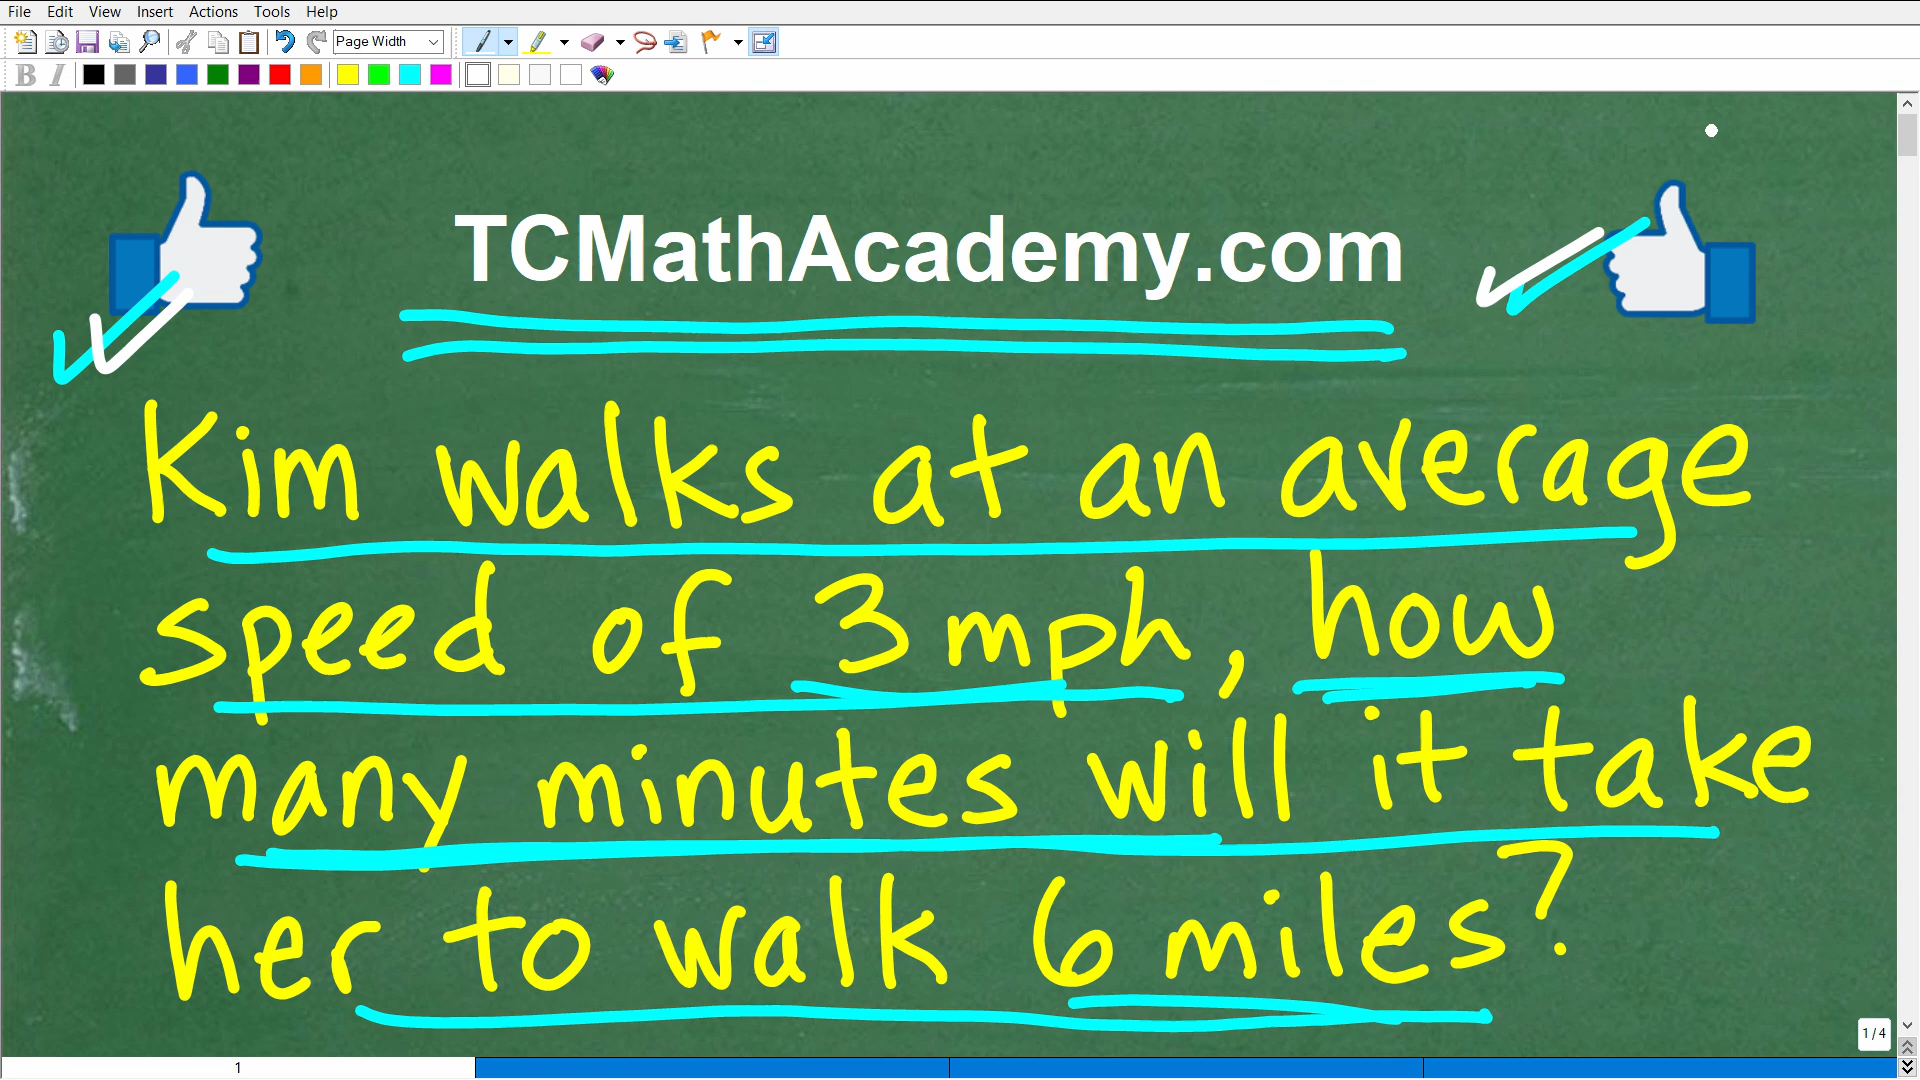 File Edit View Insert Actions Tools Help
Page Width
B I
TCMathAcademy.com
Kim walks at an average
speed of 3 mph, how
many minutes will it take
her to walk 6 miles?
1 / 4
1